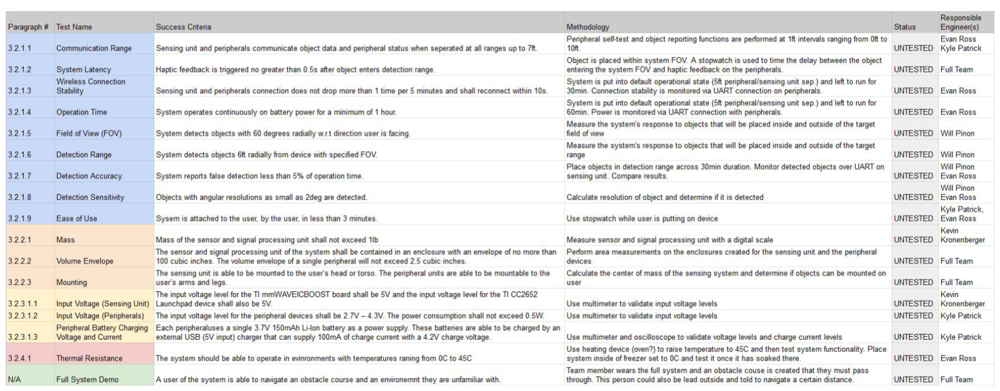 Paragraph # Test Name Success Criteria Methodology Status Responsible
Engineer(s)
3.2.1.1 Communication Range Sensing unit and peripherals communicate object data and peripheral status when seperated at all ranges up to 7ft. Peripheral self-test and object reporting functions are performed at 1ft intervals ranging from 0ft to
10ft. UNTESTED Evan Ross
Kyle Patrick
3.2.1.2 System Latency Haptic feedback is triggered no greater than 0.5s after object enters detection range. Object is placed within system FOV. A stopwatch is used to time the delay between the object
entering the system FOV and haptic feedback on the peripherals. UNTESTED Full Team
3.2.1.3 Wireless Connection
Stability Sensing unit and peripherals connection does not drop more than 1 time per 5 minutes and shall reconnect within 10s. System is put into default operational state (5ft peripheral/sensing unit sep.) and left to run for
30min. Connection stability is monitored via UART connection on peripherals. UNTESTED Evan Ross
3.2.1.4 Operation Time System operates continuously on battery power for a minimum of 1 hour. System is put into default operational state (5ft peripheral/sensing unit sep.) and left to run for
60min. Power is monitored via UART connection with peripherals. UNTESTED Evan Ross
3.2.1.5 Field of View (FOV) System detects objects with 60 degrees radially w.r.t direction user is facing. Measure the system's response to objects that will be placed inside and outside of the target
field of view UNTESTED Will Pinon
3.2.1.6 Detection Range System detects objects 6ft radially from device with specified FOV. Measure the system's response to objects that will be placed inside and outside of the target
range UNTESTED Will Pinon
3.2.1.7 Detection Accuracy System reports false detection less than 5% of operation time. Place objects in detection range across 30min duration. Monitor detected objects over UART on
sensing unit. Compare results. UNTESTED Will Pinon
Evan Ross
3.2.1.8 Detection Sensitivity Objects with angular resolutions as small as 2deg are detected. Calculate resolution of object and determine if it is detected UNTESTED Will Pinon
Evan Ross
3.2.1.9 Ease of Use Sysem is attached to the user, by the user, in less than 3 minutes. Use stopwatch while user is putting on device UNTESTED Kyle Patrick,
Evan Ross
3.2.2.1 Mass Mass of the sensor and signal processing unit shall not exceed 1lb Measure sensor and signal processing unit with a digital scale UNTESTED Kevin
Kronenberger
3.2.2.2 Volume Envelope The sensor and signal processing unit of the system shall be contained in an enclosure with an envelope of no more than
100 cubic inches. The volume envelope of a single peripheral will not exceed 2.5 cubic inches. Perform area measurements on the enclosures created for the sensing unit and the peripheral
devices UNTESTED Full Team
3.2.2.3 Mounting The sensing unit is able to be mounted to the user's head or torso. The peripheral units are able to be mountable to the
user's arms and legs. Calculate the center of mass of the sensing system and determine if objects can be mounted on
user UNTESTED Full Team
3.2.3.1.1 Input Voltage (Sensing Unit) The input voltage level for the TI mmWAVEICBOOST board shall be 5V and the input voltage level for the TI CC2652
Launchpad device shall also be 5V. Use multimeter to validate input voltage levels UNTESTED Kevin
Kronenberger
3.2.3.1.2 Input Voltage (Peripherals) The input voltage level for the peripheral devices shall be 2.7V – 4.3V. The power consumption shall not exceed 0.5W. Use multimeter to validate input voltage levels UNTESTED Kyle Patrick
3.2.3.1.3 Peripheral Battery Charging
Voltage and Current Each peripheraluses a single 3.7V 150mAh Li-Ion battery as a power supply. These batteries are able to be charged by an
external USB (5V input) charger that can supply 100mA of charge current with a 4.2V charge voltage. Use multimeter and oscilloscope to validate voltage levels and charge current levels UNTESTED Kyle Patrick
3.2.4.1 Thermal Resistance The system should be able to operate in evinronments with temperatures raning from 0C to 45C Use heating device (oven?) to raise temperature to 45C and then test system functionality. Place
system inside of freezer set to 0C and test it once it has soaked there. UNTESTED Evan Ross
N/A Full System Demo A user of the system is able to navigate an obstacle course and an environemnt they are unfamiliar with. Team member wears the full system and an obstacle couse is created that they must pass
through. This person could also be lead outside and told to navigate a certain distance. UNTESTED Full Team